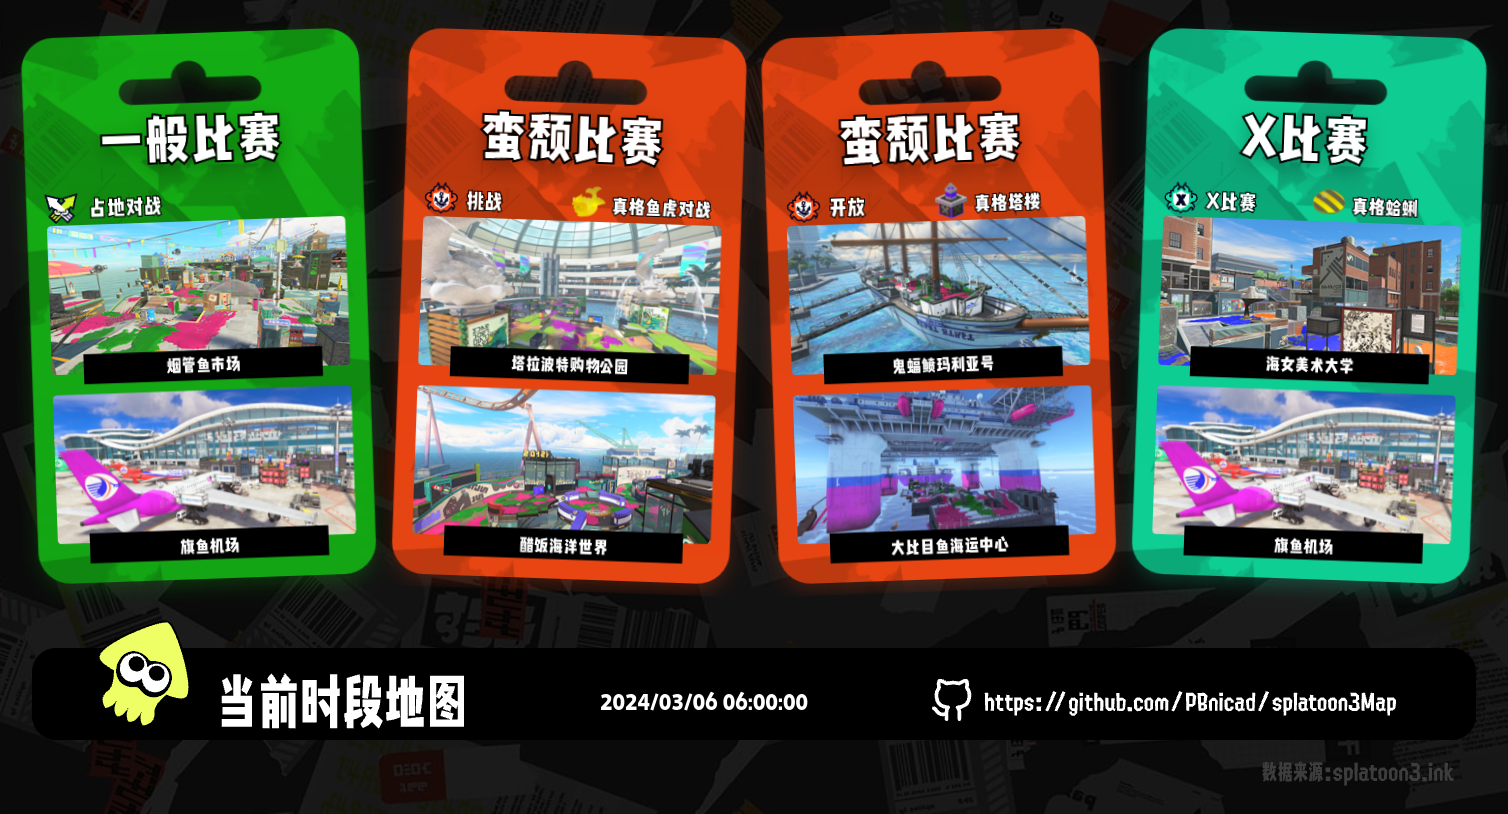 一般比赛
占地对战
烟管鱼市场
旗鱼机场
蛮颓比赛
挑战
真格鱼虎对战
塔拉波特购物公园
醋饭海洋世界
蛮颓比赛
开放
真格塔楼
鬼蝠鲼玛利亚号
大比目鱼海运中心
X比赛
X比赛
真格蛤蜊
海女美术大学
旗鱼机场
当前时段地图
2024/03/06 06:00:00
https://github.com/PBnicad/splatoon3Map
数据来源:splatoon3.ink